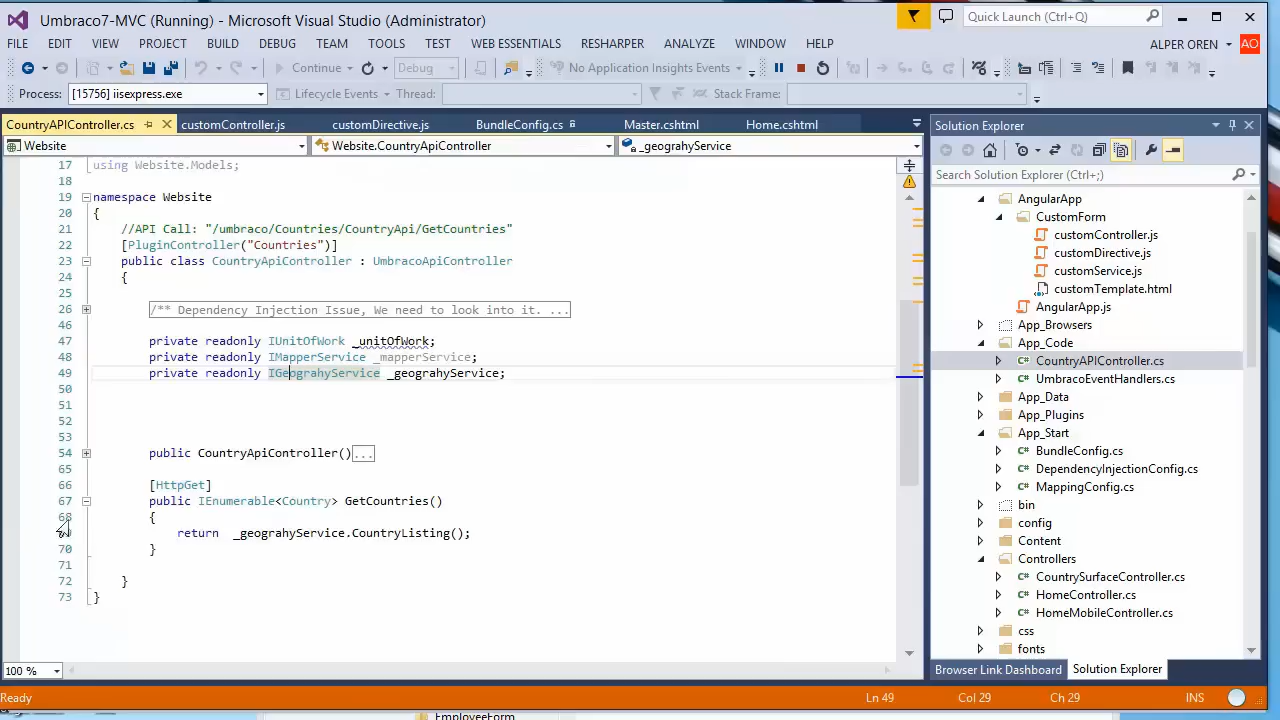 Umbraco7-MVC (Running) - Microsoft Visual Studio (Administrator)
Quick Launch (Ctrl+Q)
FILE EDIT VIEW PROJECT BUILD DEBUG TEAM TOOLS TEST WEB ESSENTIALS RESHARPER ANALYZE WINDOW HELP
ALPER OREN AO
Continue Debug No Application Insights Events
Process: [15756] iisexpress.exe Lifecycle Events Thread: Stack Frame:
CountryAPIController.cs customController.js customDirective.js BundleConfig.cs Master.cshtml Home.cshtml
Website Website.CountryApiController _geograhyService
17 using Website.Models;
18
19 namespace Website
20 {
21 //API Call: "/umbraco/Countries/CountryApi/GetCountries"
22 [PluginController("Countries")]
23 public class CountryApiController : UmbracoApiController
24 {
25
26 /** Dependency Injection Issue, We need to look into it. ...
46
47 private readonly IUnitOfWork _unitOfWork;
48 private readonly IMapperService _mapperService;
49 private readonly IGeograhyService _geograhyService;
50
51
52
53
54 public CountryApiController()...
65
66 [HttpGet]
67 public IEnumerable<Country> GetCountries()
68 {
return _geograhyService.CountryListing();
70 }
71
72 }
73 }
100 %
Solution Explorer
Search Solution Explorer (Ctrl+;)
AngularApp
CustomForm
customController.js
customDirective.js
customService.js
customTemplate.html
AngularApp.js
App_Browsers
App_Code
CountryAPIController.cs
UmbracoEventHandlers.cs
App_Data
App_Plugins
App_Start
BundleConfig.cs
DependencyInjectionConfig.cs
MappingConfig.cs
bin
config
Content
Controllers
CountrySurfaceController.cs
HomeController.cs
HomeMobileController.cs
css
fonts
Browser Link Dashboard Solution Explorer
Ready Ln 49 Col 29 Ch 29 INS
EmployeeForm